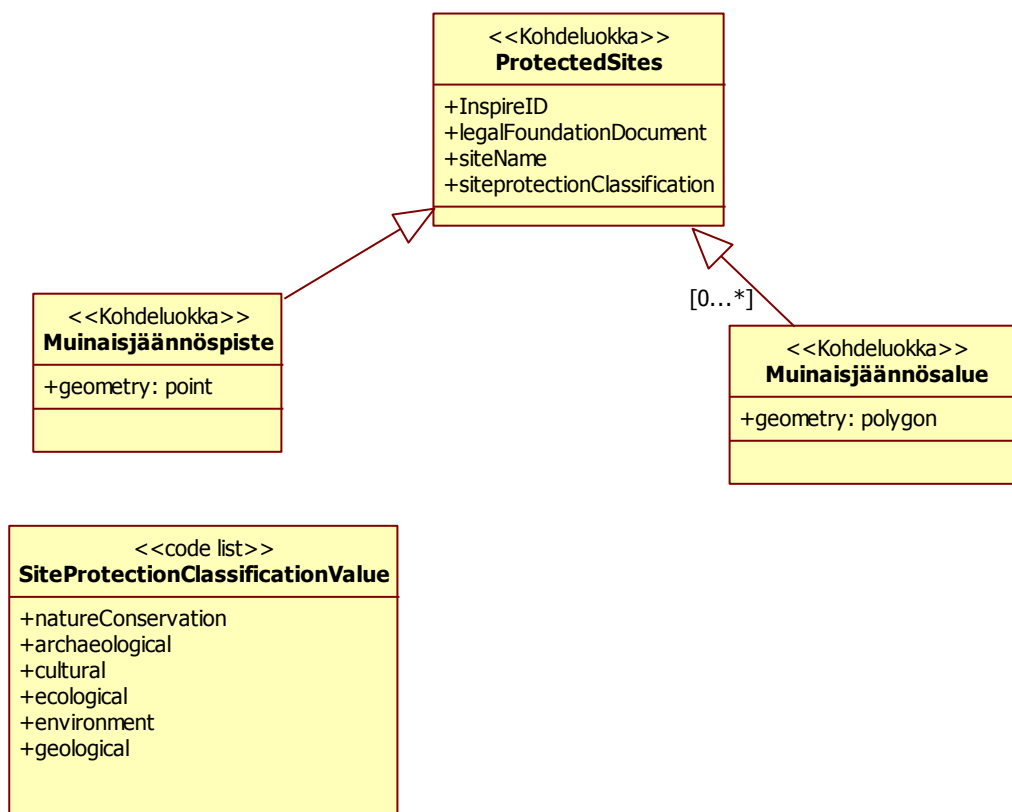 <<Kohdeluokka>>
ProtectedSites
+InspireID
+legalFoundationDocument
+siteName
+siteprotectionClassification
<<Kohdeluokka>>
Muinaisjäännöspiste
+geometry: point
[0...*]
<<Kohdeluokka>>
Muinaisjäännösalue
+geometry: polygon
<<code list>>
SiteProtectionClassificationValue
+natureConservation
+archaeological
+cultural
+ecological
+environment
+geological